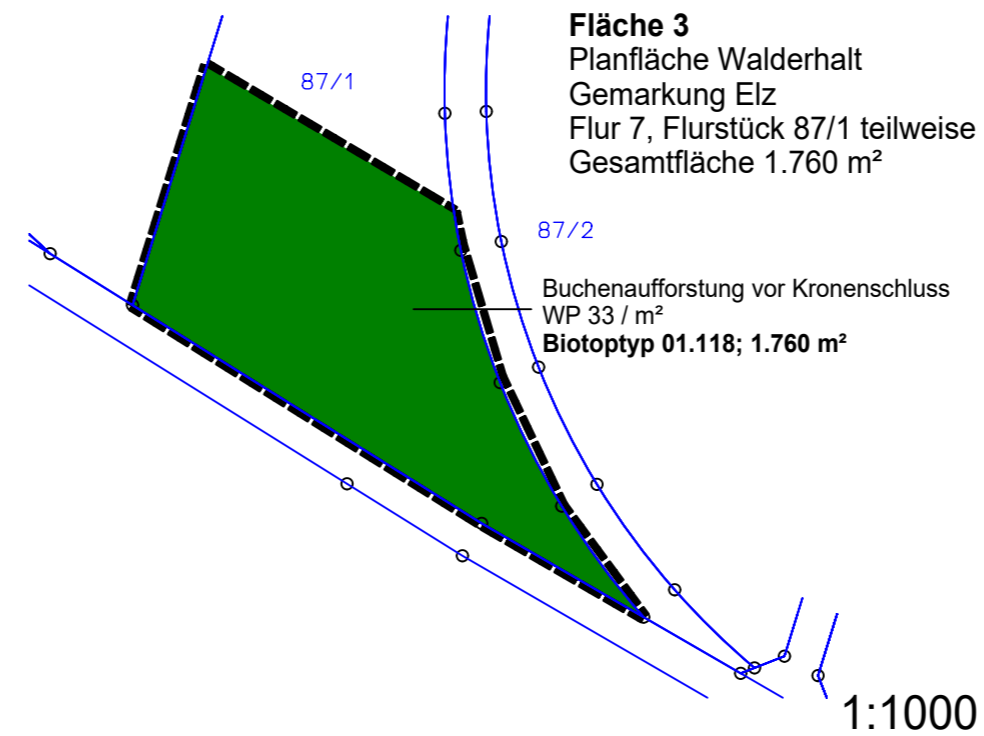 Fläche 3
Planfläche Walderhalt
Gemarkung Elz
Flur 7, Flurstück 87/1 teilweise
Gesamtfläche 1.760 m²
87/1
87/2
Buchenaufforstung vor Kronenschluss
WP 33 / m²
Biotoptyp 01.118; 1.760 m²
1:1000